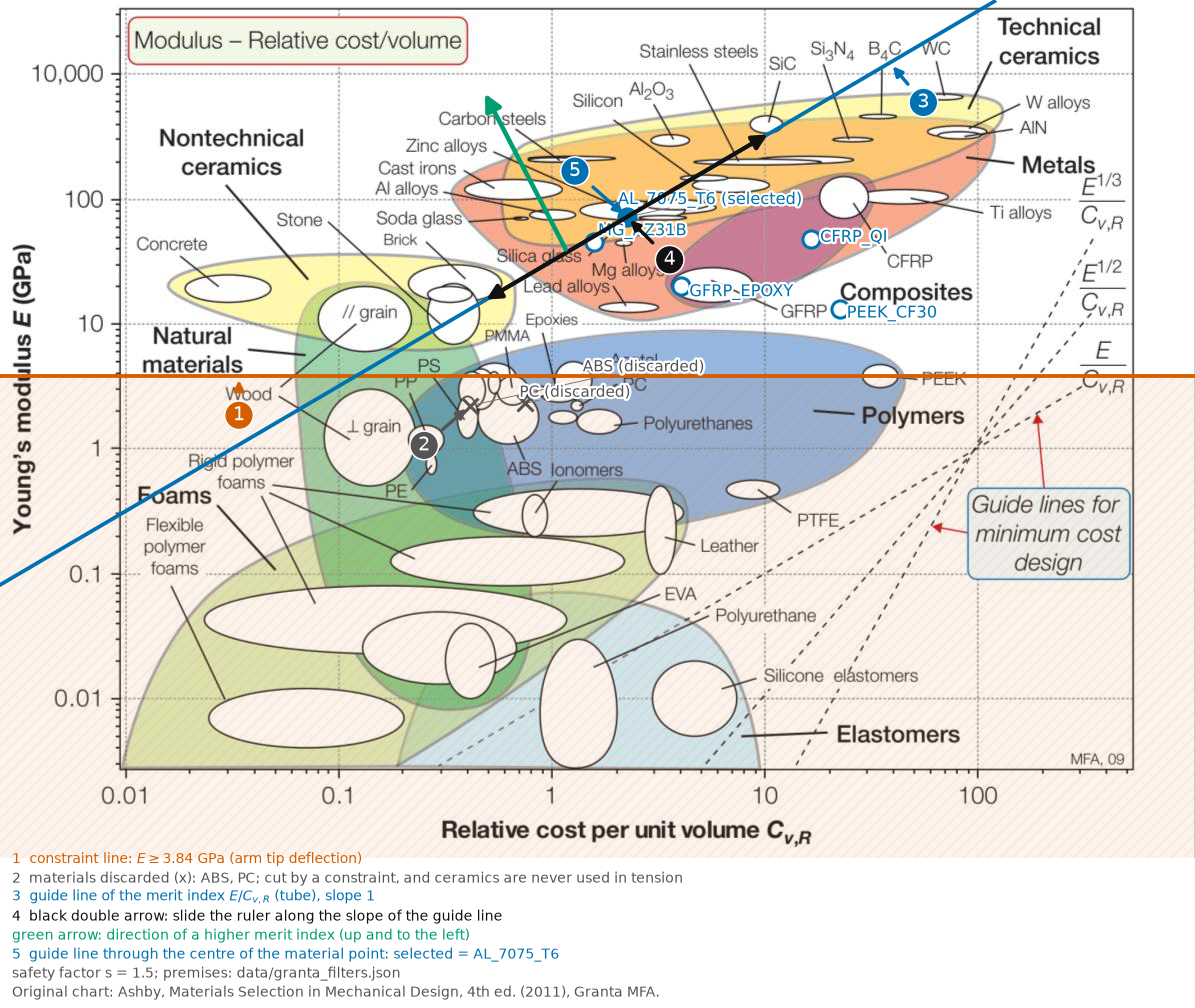 Modulus – Relative cost/volume
Technical
ceramics
Stainless steels
Si3N4
B4C
WC
SiC
Al2O3
Silicon
10,000
3
W alloys
AlN
Carbon steels
Nontechnical
ceramics
Zinc alloys
Cast irons
Al alloys
5
Metals
E1/3
Cv,R
AL_7075_T6 (selected)
100
Ti alloys
Soda glass
Stone
Brick
MG_AZ31B
CFRP_QI
Concrete
Silica glass
4
CFRP
Mg alloys
E1/2
Cv,R
Lead alloys
GFRP_EPOXY
Composites
GFRP
PEEK_CF30
// grain
10
Epoxies
Natural
materials
PMMA
E
Cv,R
PS
ABS (discarded)
Acetal
PP
PC
PEEK
PC (discarded)
Wood
1
Polymers
⊥ grain
Polyurethanes
2
1
Rigid polymer
foams
ABS
Ionomers
PE
Foams
Guide lines for
minimum cost
design
PTFE
Flexible
polymer
foams
Leather
0.1
EVA
Polyurethane
Silicone elastomers
0.01
Elastomers
MFA, 09
Young's modulus E (GPa)
0.01
0.1
1
10
100
Relative cost per unit volume Cv,R
1 constraint line: E ≥ 3.84 GPa (arm tip deflection)
2 materials discarded (x): ABS, PC; cut by a constraint, and ceramics are never used in tension
3 guide line of the merit index E/Cv,R (tube), slope 1
4 black double arrow: slide the ruler along the slope of the guide line
green arrow: direction of a higher merit index (up and to the left)
5 guide line through the centre of the material point: selected = AL_7075_T6
safety factor s = 1.5; premises: data/granta_filters.json
Original chart: Ashby, Materials Selection in Mechanical Design, 4th ed. (2011), Granta MFA.